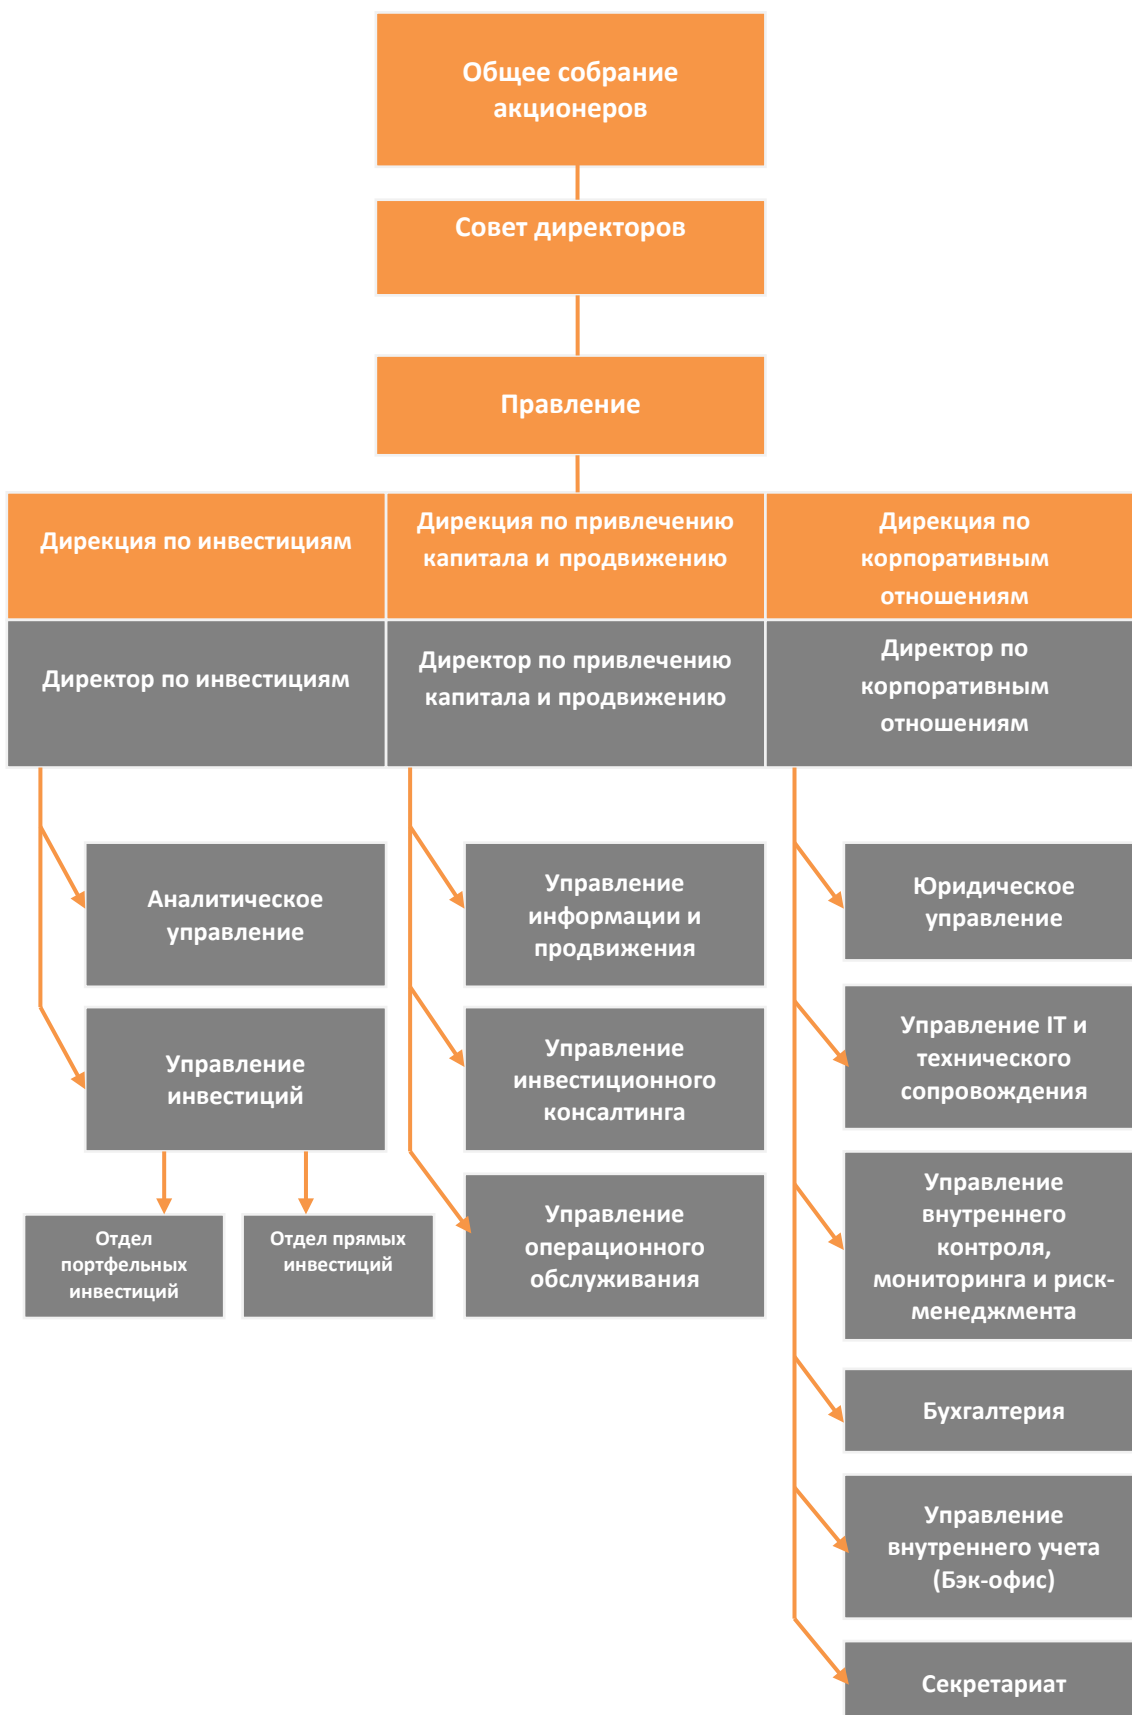 Общее собрание
акционеров
Совет директоров
Правление
Дирекция по инвестициям
Дирекция по привлечению
капитала и продвижению
Дирекция по
корпоративным
отношениям
Директор по инвестициям
Директор по привлечению
капитала и продвижению
Директор по
корпоративным
отношениям
Аналитическое
управление
Управление
инвестиций
Отдел
портфельных
инвестиций
Отдел прямых
инвестиций
Управление
информации и
продвижения
Управление
инвестиционного
консалтинга
Управление
операционного
обслуживания
Юридическое
управление
Управление IT и
технического
сопровождения
Управление
внутреннего
контроля,
мониторинга и риск-
менеджмента
Бухгалтерия
Управление
внутреннего учета
(Бэк-офис)
Секретариат